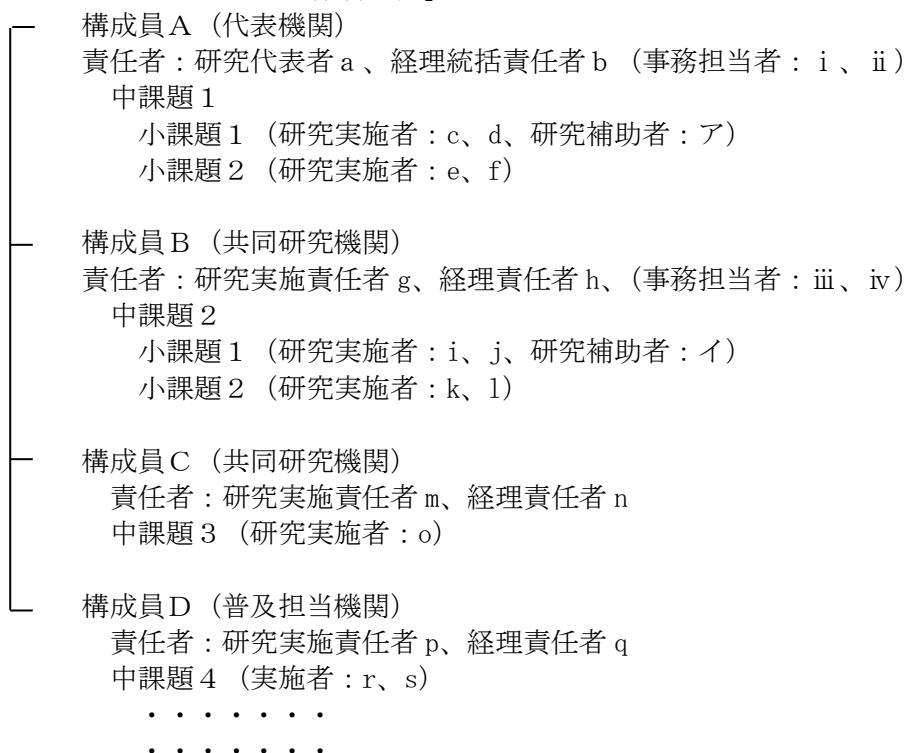 構成員Ａ（代表機関）
責任者：研究代表者ａ、経理統括責任者ｂ（事務担当者：ⅰ、ⅱ）
中課題１
小課題１（研究実施者：c、d、研究補助者：ア）
小課題２（研究実施者：e、f）
構成員Ｂ（共同研究機関）
責任者：研究実施責任者 g、経理責任者 h、（事務担当者：ⅲ、ⅳ）
中課題２
小課題１（研究実施者：i、j、研究補助者：イ）
小課題２（研究実施者：k、l）
構成員Ｃ（共同研究機関）
責任者：研究実施責任者 m、経理責任者 n
中課題３（研究実施者：o）
構成員Ｄ（普及担当機関）
責任者：研究実施責任者 p、経理責任者 q
中課題４（実施者：r、s）
・・・・・・・
・・・・・・・